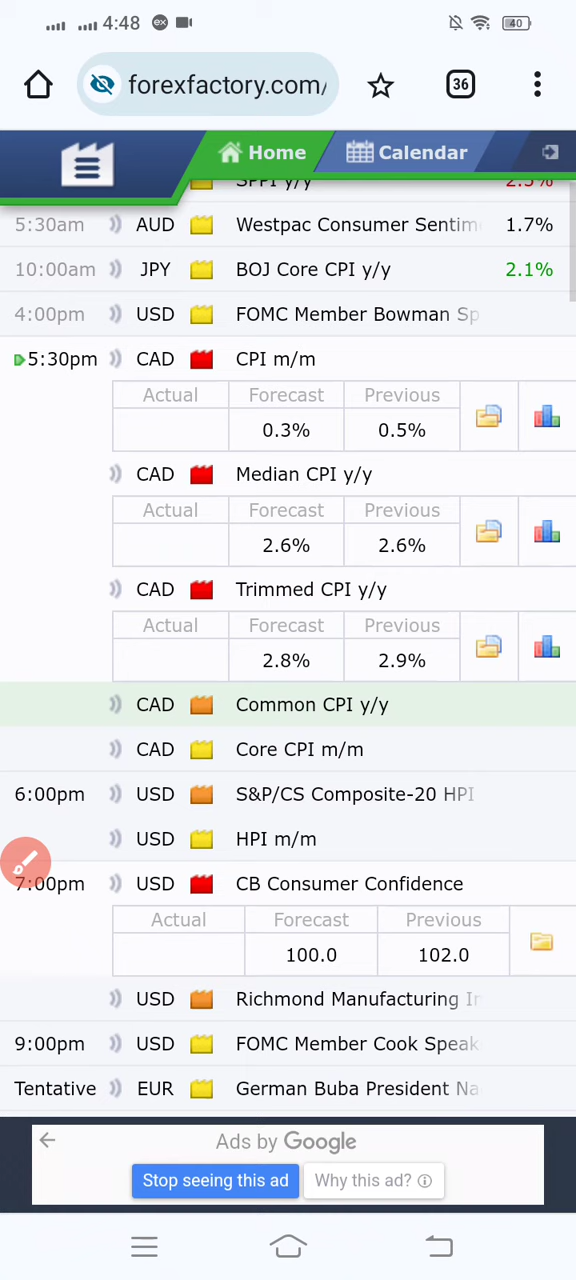 4:48
40
forexfactory.com/
36
Home
Calendar
SPPI y/y 2.5%
5:30am AUD Westpac Consumer Sentim 1.7%
10:00am JPY BOJ Core CPI y/y 2.1%
4:00pm USD FOMC Member Bowman Sp
5:30pm CAD CPI m/m
Actual Forecast Previous
0.3% 0.5%
CAD Median CPI y/y
Actual Forecast Previous
2.6% 2.6%
CAD Trimmed CPI y/y
Actual Forecast Previous
2.8% 2.9%
CAD Common CPI y/y
CAD Core CPI m/m
6:00pm USD S&P/CS Composite-20 HPI
USD HPI m/m
7:00pm USD CB Consumer Confidence
Actual Forecast Previous
100.0 102.0
USD Richmond Manufacturing In
9:00pm USD FOMC Member Cook Speak
Tentative EUR German Buba President Na
Ads by Google
Stop seeing this ad
Why this ad?